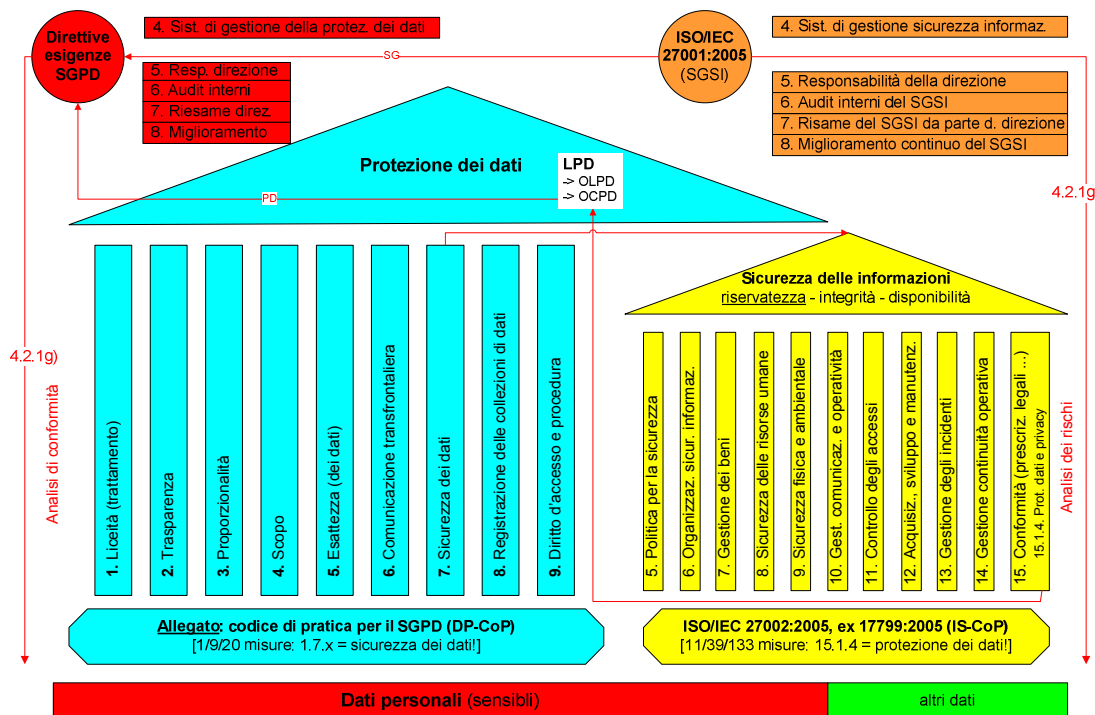 Direttive
esigenze
SGPD
4. Sist. di gestione della protez. dei dati
SG
ISO/IEC
27001:2005
(SGSI)
4. Sist. di gestione sicurezza informaz.
5. Resp. direzione
6. Audit interni
7. Riesame direz.
8. Miglioramento
5. Responsabilità della direzione
6. Audit interni del SGSI
7. Risame del SGSI da parte d. direzione
8. Miglioramento continuo del SGSI
Protezione dei dati
LPD
-> OLPD
-> OCPD
PD
4.2.1g
Sicurezza delle informazioni
riservatezza - integrità - disponibilità
4.2.1g)
Analisi di conformità
1. Liceità (trattamento)
2. Trasparenza
3. Proporzionalità
4. Scopo
5. Esattezza (dei dati)
6. Comunicazione transfrontaliera
7. Sicurezza dei dati
8. Registrazione delle collezioni di dati
9. Diritto d'accesso e procedura
5. Politica per la sicurezza
6. Organizzaz. sicur. informaz.
7. Gestione dei beni
8. Sicurezza delle risorse umane
9. Sicurezza fisica e ambientale
10. Gest. comunicaz. e operatività
11. Controllo degli accessi
12. Acquisiz., sviluppo e manutenz.
13. Gestione degli incidenti
14. Gestione continuità operativa
15. Conformità (prescriz. legali ...)
15.1.4. Prot. dati e privacy
Analisi dei rischi
Allegato: codice di pratica per il SGPD (DP-CoP)
[1/9/20 misure: 1.7.x = sicurezza dei dati!]
ISO/IEC 27002:2005, ex 17799:2005 (IS-CoP)
[11/39/133 misure: 15.1.4 = protezione dei dati!]
Dati personali (sensibli)
altri dati